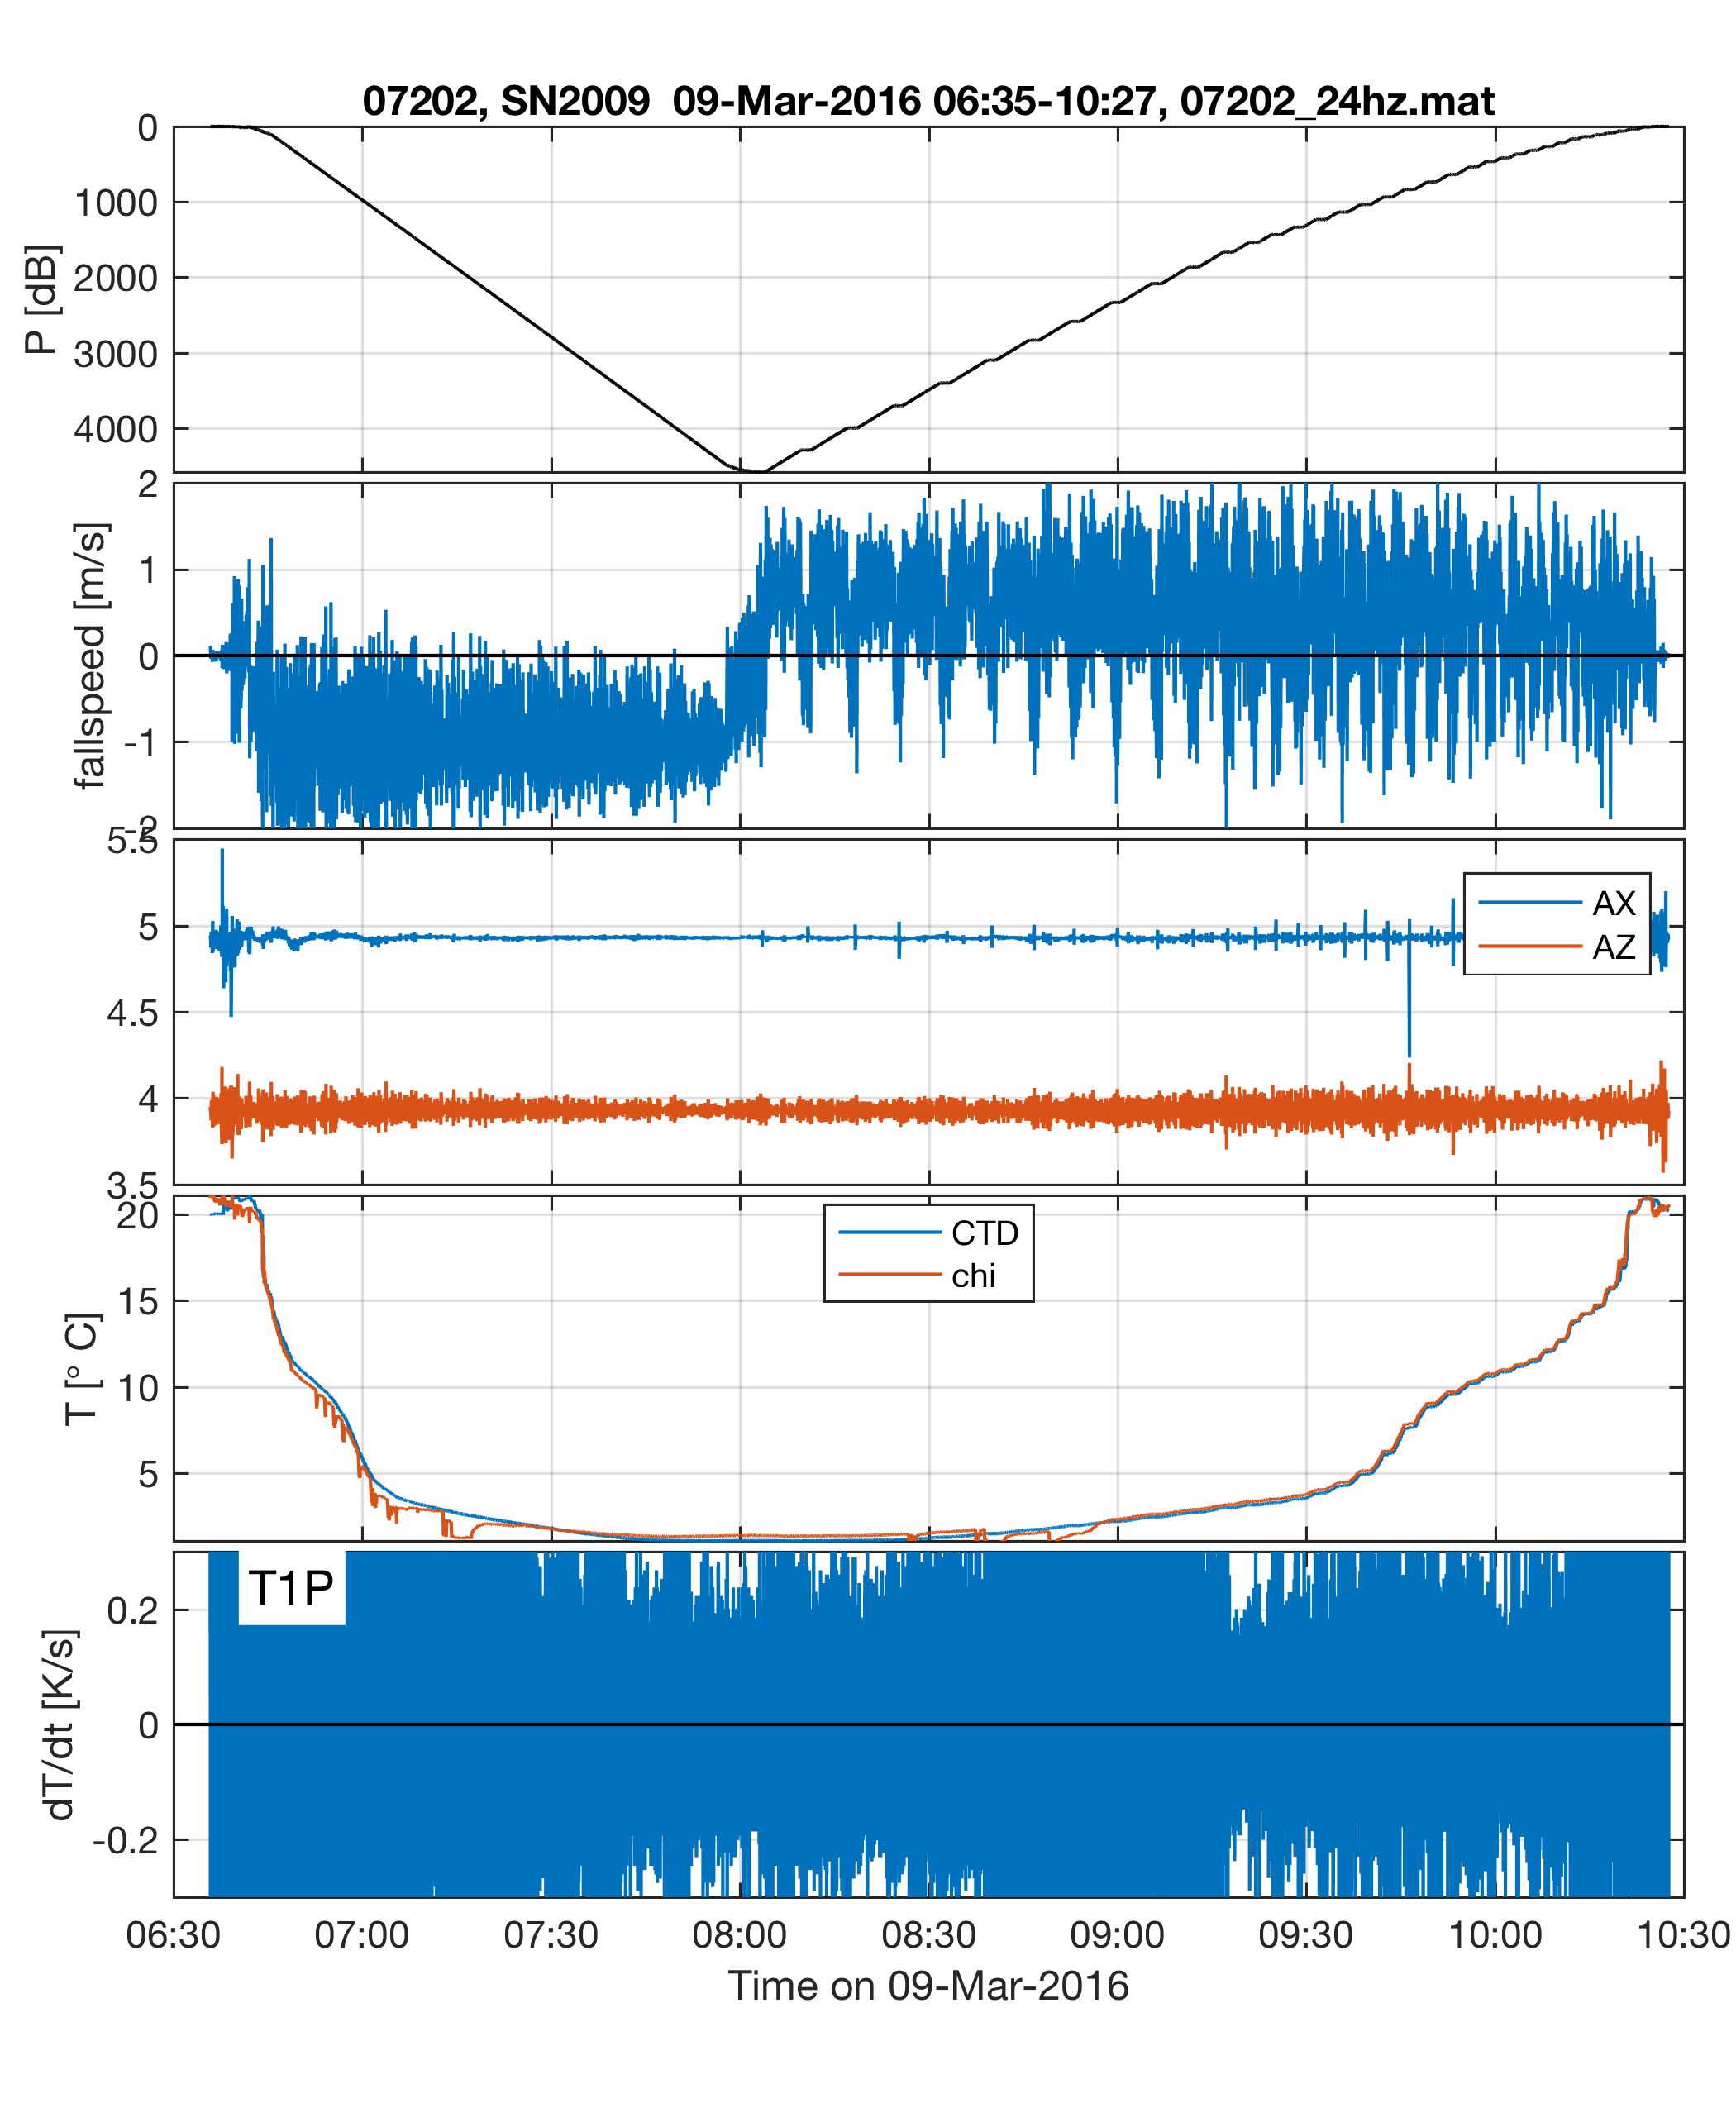 07202, SN2009  09-Mar-2016 06:35-10:27, 07202_24hz.mat
0
1000
2000
3000
4000
P [dB]
2
1
0
-1
-2
fallspeed [m/s]
5.5
5
4.5
4
3.5
AX
AZ
20
15
10
5
T [° C]
CTD
chi
T1P
0.2
0
-0.2
dT/dt [K/s]
06:30 07:00 07:30 08:00 08:30 09:00 09:30 10:00 10:30
Time on 09-Mar-2016